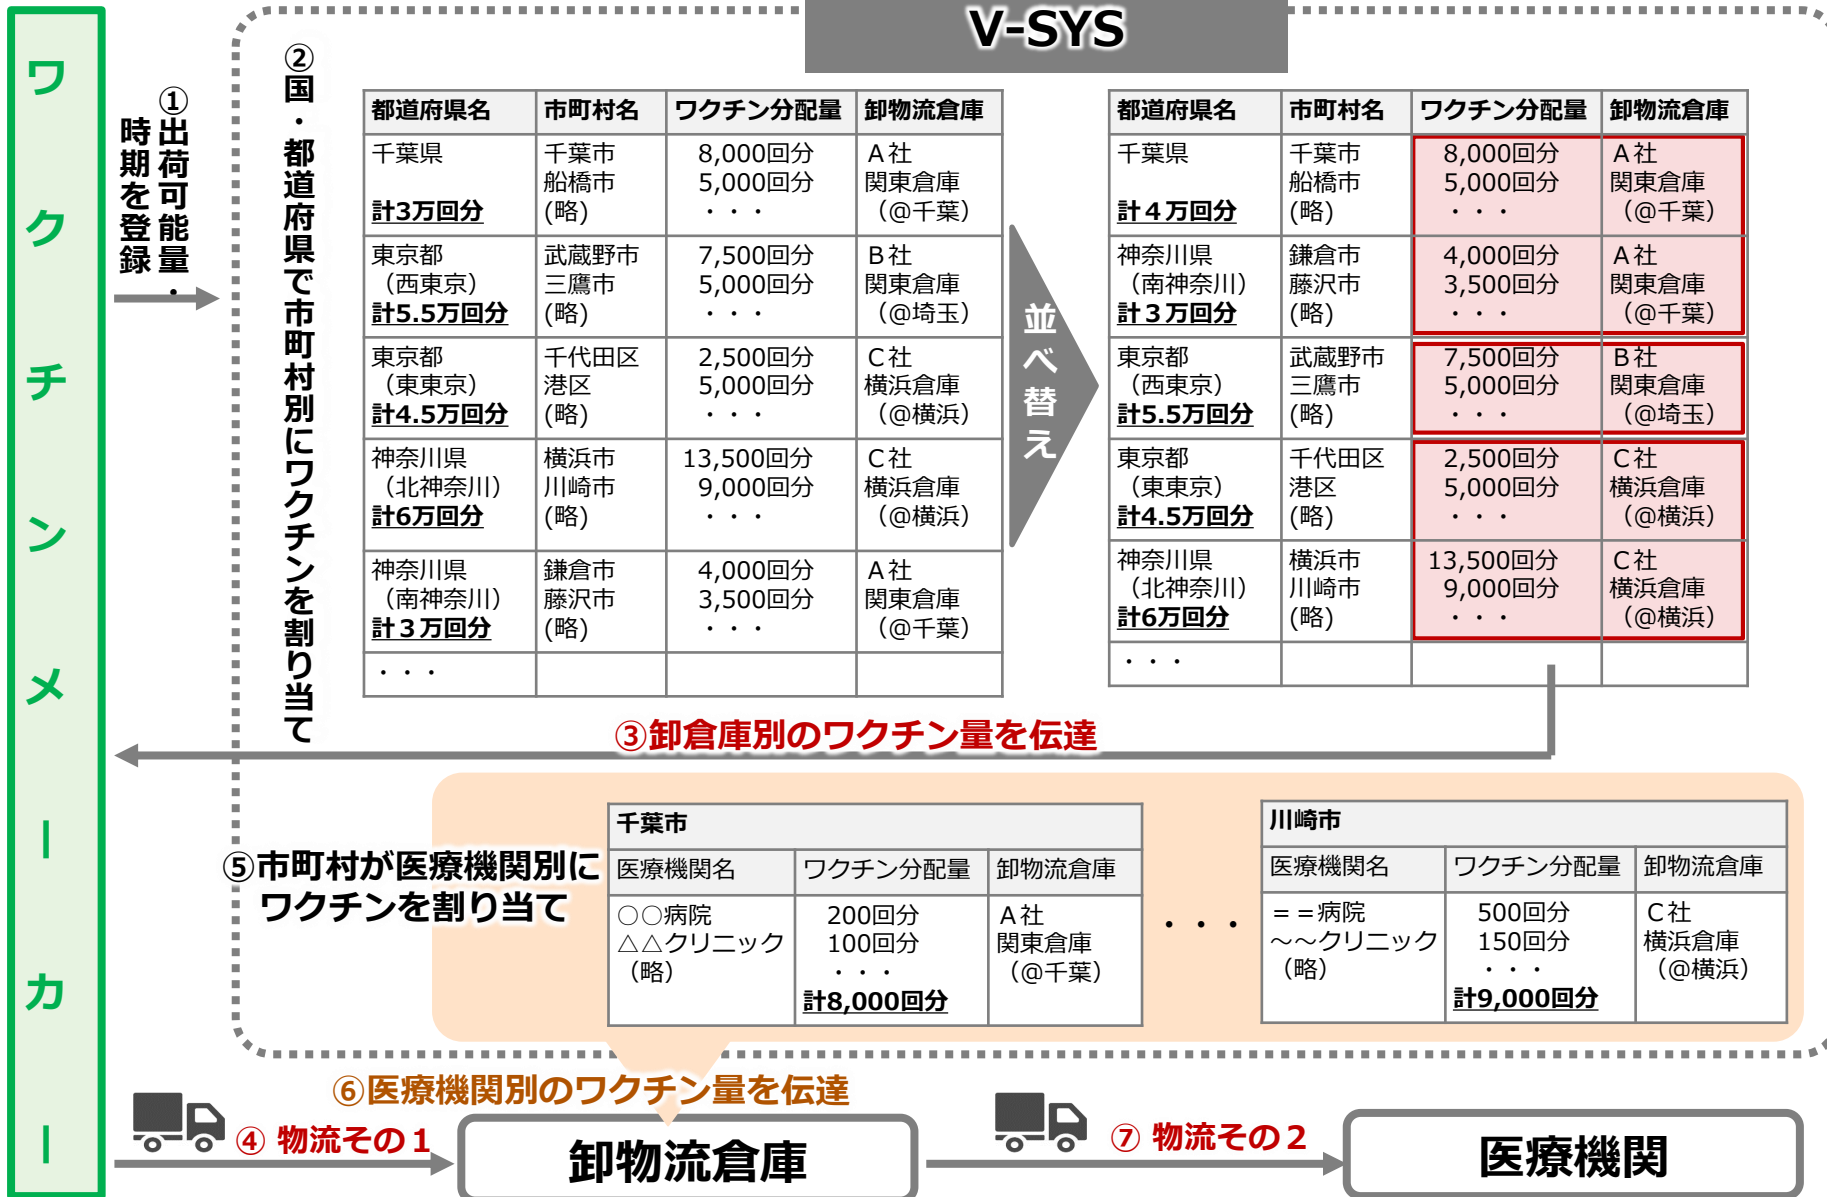 V-SYS
ワクチンメーカー
①出荷可能量・
時期を登録
②国・都道府県で市町村別にワクチンを割り当て
都道府県名 市町村名 ワクチン分配量 卸物流倉庫
千葉県 千葉市 8,000回分 A社
船橋市 5,000回分 関東倉庫
計3万回分 (略) ・・・ (@千葉)
東京都 武蔵野市 7,500回分 B社
(西東京) 三鷹市 5,000回分 関東倉庫
計5.5万回分 (略) ・・・ (@埼玉)
東京都 千代田区 2,500回分 C社
(東東京) 港区 5,000回分 横浜倉庫
計4.5万回分 (略) ・・・ (@横浜)
神奈川県 横浜市 13,500回分 C社
(北神奈川) 川崎市 9,000回分 横浜倉庫
計6万回分 (略) ・・・ (@横浜)
神奈川県 鎌倉市 4,000回分 A社
(南神奈川) 藤沢市 3,500回分 関東倉庫
計3万回分 (略) ・・・ (@千葉)
・・・
並べ替え
都道府県名 市町村名 ワクチン分配量 卸物流倉庫
千葉県 千葉市 8,000回分 A社
船橋市 5,000回分 関東倉庫
計4万回分 (略) ・・・ (@千葉)
神奈川県 鎌倉市 4,000回分 A社
(南神奈川) 藤沢市 3,500回分 関東倉庫
計3万回分 (略) ・・・ (@千葉)
東京都 武蔵野市 7,500回分 B社
(西東京) 三鷹市 5,000回分 関東倉庫
計5.5万回分 (略) ・・・ (@埼玉)
東京都 千代田区 2,500回分 C社
(東東京) 港区 5,000回分 横浜倉庫
計4.5万回分 (略) ・・・ (@横浜)
神奈川県 横浜市 13,500回分 C社
(北神奈川) 川崎市 9,000回分 横浜倉庫
計6万回分 (略) ・・・ (@横浜)
・・・
③卸倉庫別のワクチン量を伝達
⑤市町村が医療機関別に
ワクチンを割り当て
千葉市
医療機関名 ワクチン分配量 卸物流倉庫
○○病院 200回分 A社
△△クリニック 100回分 関東倉庫
(略) ・・・ (@千葉)
計8,000回分
・・・
川崎市
医療機関名 ワクチン分配量 卸物流倉庫
==病院 500回分 C社
~~クリニック 150回分 横浜倉庫
(略) ・・・ (@横浜)
計9,000回分
⑥医療機関別のワクチン量を伝達
④ 物流その1
卸物流倉庫
⑦ 物流その2
医療機関